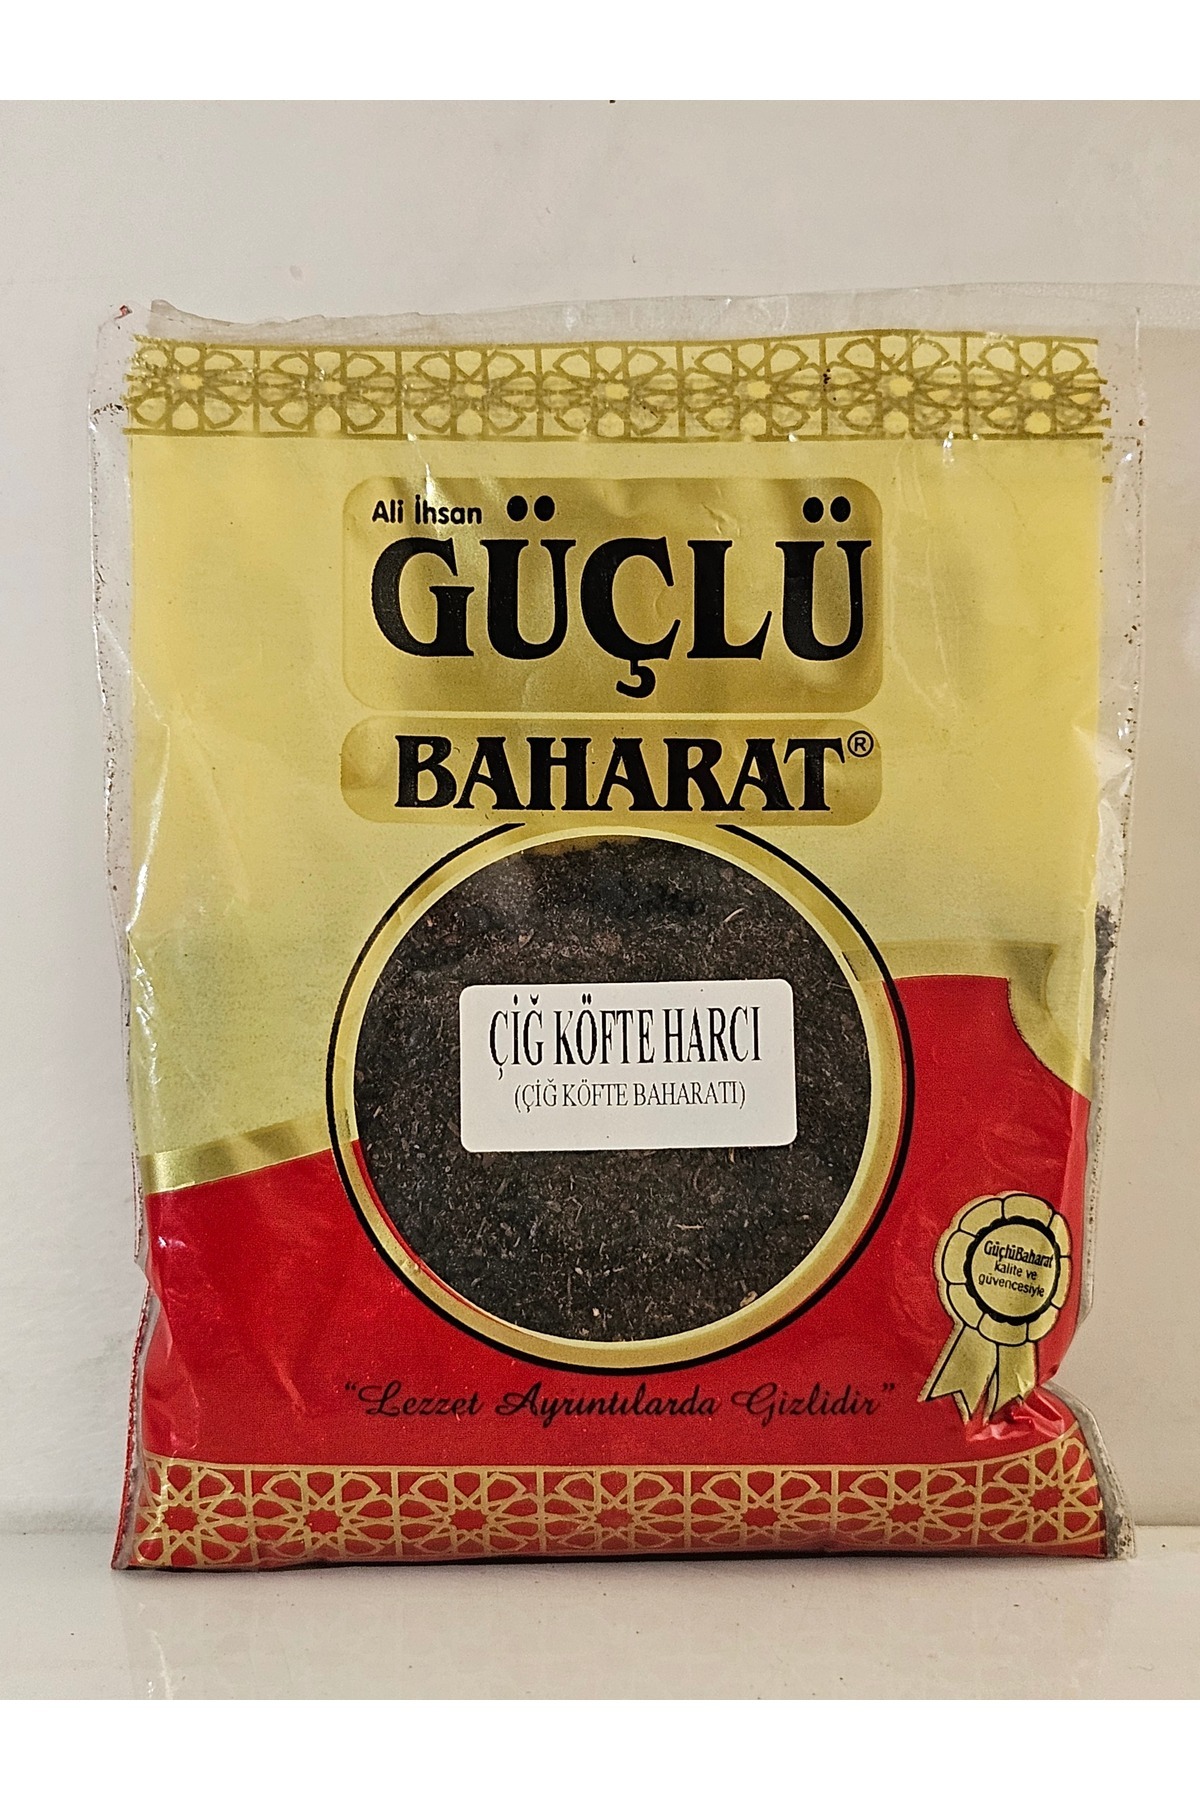 Ali İhsan
GÜÇLÜ
BAHARAT®
ÇİĞ KÖFTE HARCI
(ÇİĞ KÖFTE BAHARATI)
GüçlüBaharat
kalite ve
güvencesiyle
"Lezzet Ayrıntılarda Gizlidir"